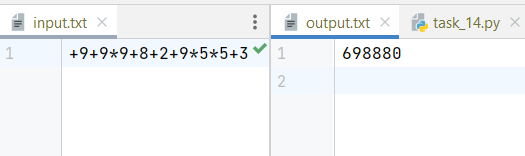 input.txt
output.txt
task_14.py
1
+9+9*9+8+2+9*5*5+3
1
698880
2